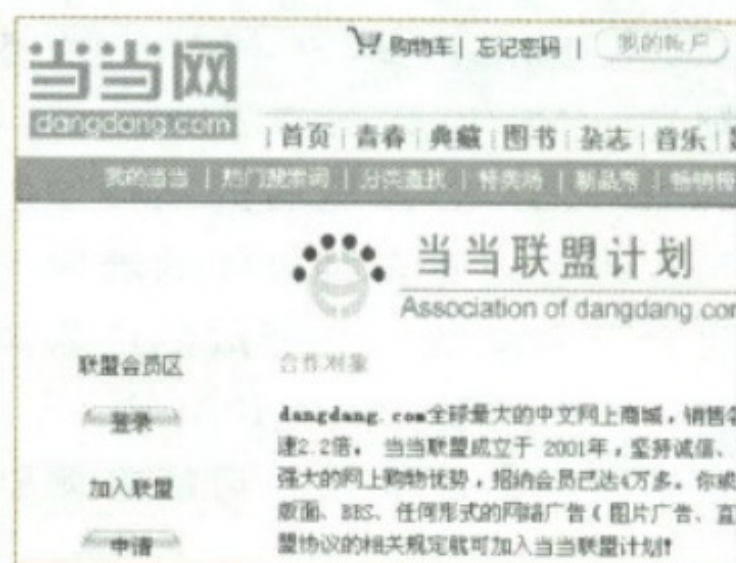 购物车| 忘记密码 | 我的帐户
当当网
dangdang.com
| 首页 | 青春 | 典藏 | 图书 | 杂志 | 音乐 |
我的当当 | 热门搜索词 | 分类查找 | 特卖场 | 新品秀 | 畅销榜
当当联盟计划
Association of dangdang.com
联盟会员区
登录
加入联盟
申请
合作对象
dangdang.com全球最大的中文网上商城，销售
速2.2倍。 当当联盟成立于 2001年，坚持诚信、
强大的网上购物优势，招纳会员已达4万多。你或
版面、BBS、任何形式的网络广告（图片广告、直
盟协议的相关规定就可加入当当联盟计划!